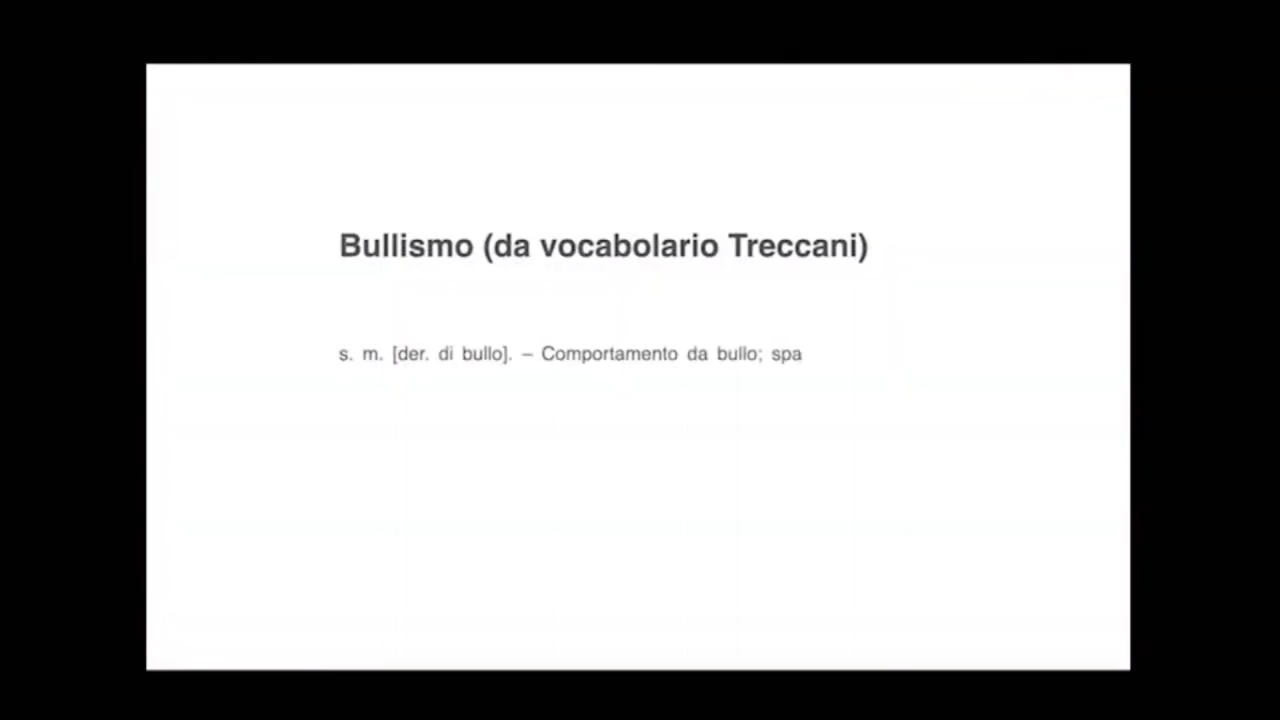 Bullismo (da vocabolario Treccani)
s. m. [der. di bullo]. – Comportamento da bullo; spa